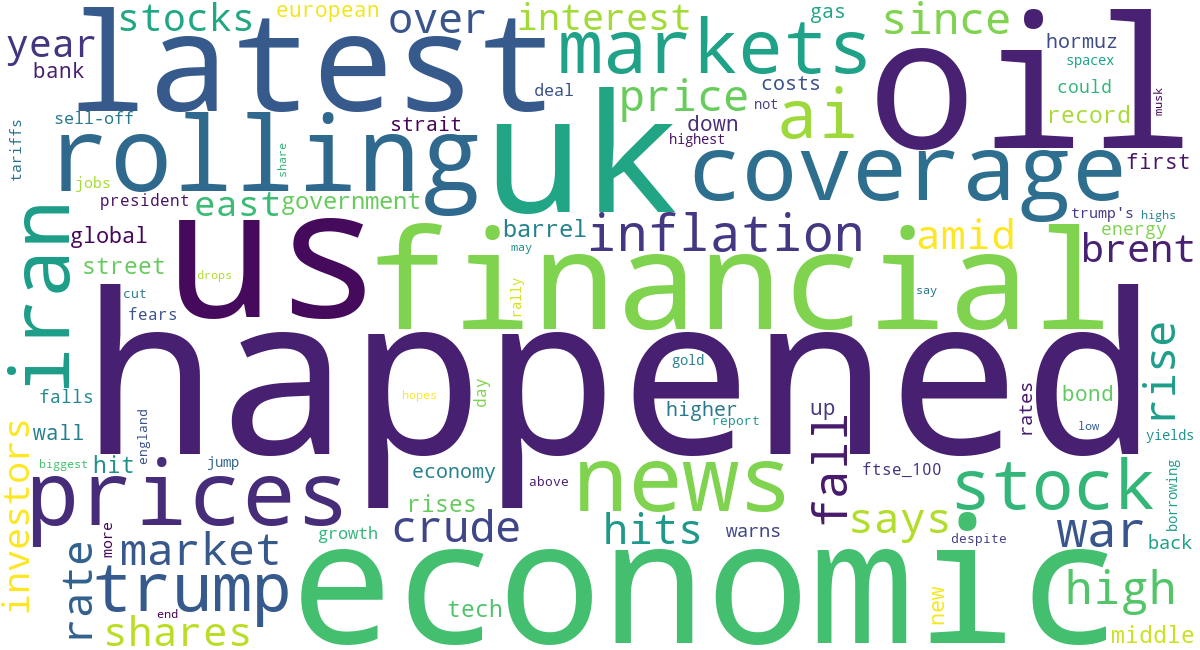 stocks
european
over
interest
gas
since
oil
year
latest
markets
hormuz
spacex
bank
deal
price
costs
not
ai
could
record
musk
sell-off
strait
down
highest
uk
tariffs
rolling
share
coverage
first
jobs
president
east
government
trump's
highs
global
us
barrel
inflation
amid
energy
brent
may
street
drops
financial
say
iran
cut
fears
rally
happened
gold
rise
falls
hopes
day
higher
report
up
rates
bond
low
yields
wall
england
fall
investors
biggest
hit
jump
economy
above
news
ftse_100
stock
borrowing
prices
rises
crude
hits
warns
says
war
back
more
growth
despite
rate
market
economic
trump
tech
new
high
end
shares
middle